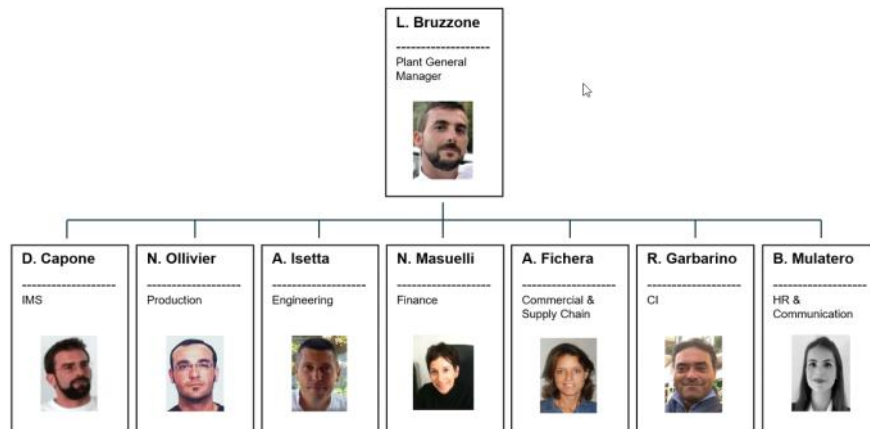 L. Bruzzone
--------------------
Plant General
Manager
D. Capone
--------------------
IMS
N. Ollivier
--------------------
Production
A. Isetta
--------------------
Engineering
N. Masuelli
--------------------
Finance
A. Fichera
--------------------
Commercial &
Supply Chain
R. Garbarino
--------------------
CI
B. Mulatero
--------------------
HR &
Communication